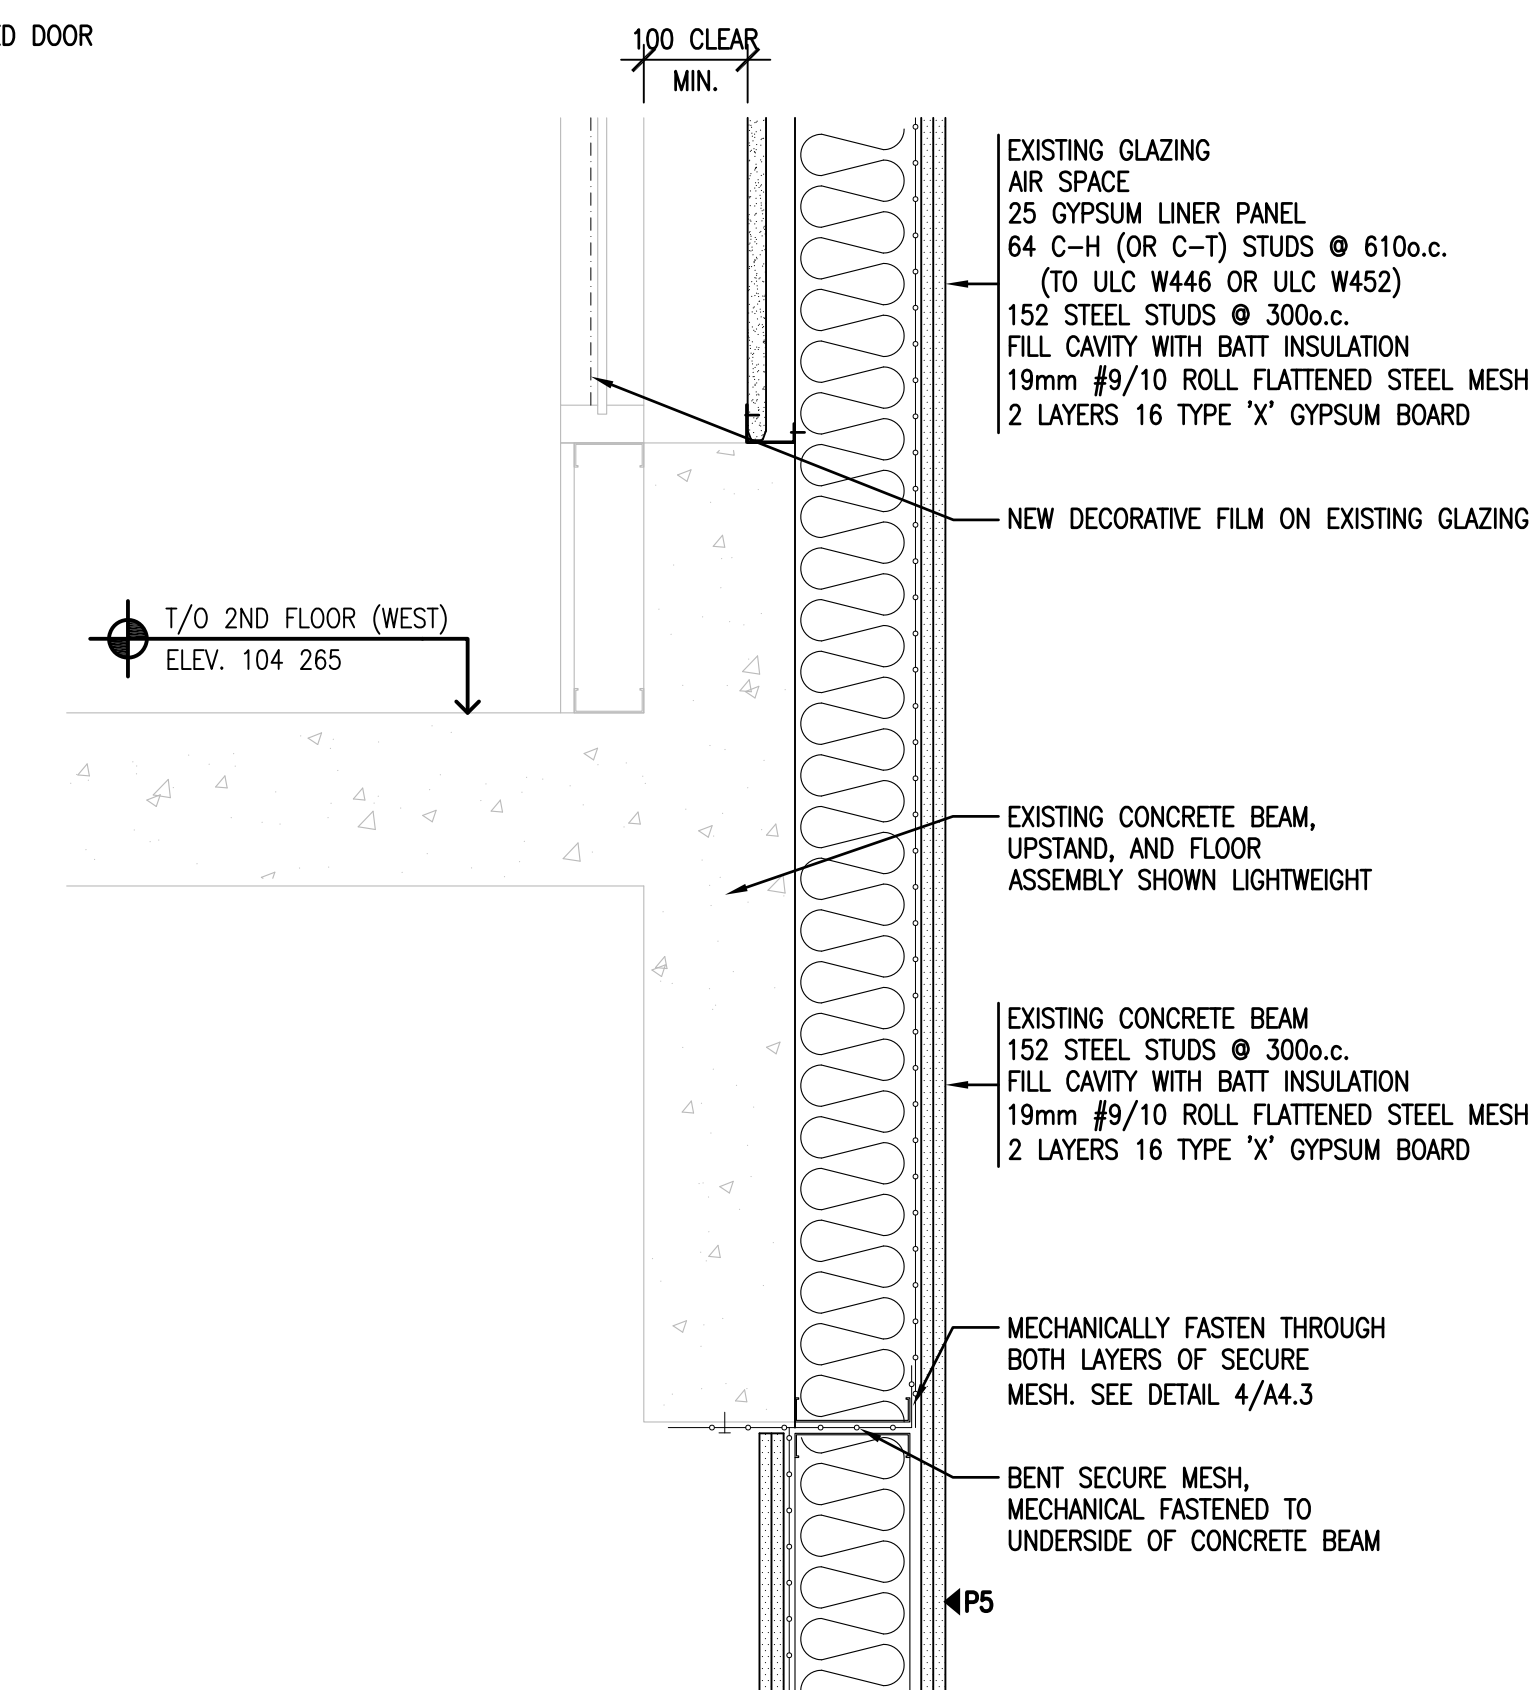 ED DOOR
100 CLEAR
MIN.
EXISTING GLAZING
AIR SPACE
25 GYPSUM LINER PANEL
64 C-H (OR C-T) STUDS @ 610o.c.
(TO ULC W446 OR ULC W452)
152 STEEL STUDS @ 300o.c.
FILL CAVITY WITH BATT INSULATION
19mm #9/10 ROLL FLATTENED STEEL MESH
2 LAYERS 16 TYPE 'X' GYPSUM BOARD
NEW DECORATIVE FILM ON EXISTING GLAZING
T/O 2ND FLOOR (WEST)
ELEV. 104 265
EXISTING CONCRETE BEAM,
UPSTAND, AND FLOOR
ASSEMBLY SHOWN LIGHTWEIGHT
EXISTING CONCRETE BEAM
152 STEEL STUDS @ 300o.c.
FILL CAVITY WITH BATT INSULATION
19mm #9/10 ROLL FLATTENED STEEL MESH
2 LAYERS 16 TYPE 'X' GYPSUM BOARD
MECHANICALLY FASTEN THROUGH
BOTH LAYERS OF SECURE
MESH. SEE DETAIL 4/A4.3
BENT SECURE MESH,
MECHANICAL FASTENED TO
UNDERSIDE OF CONCRETE BEAM
P5